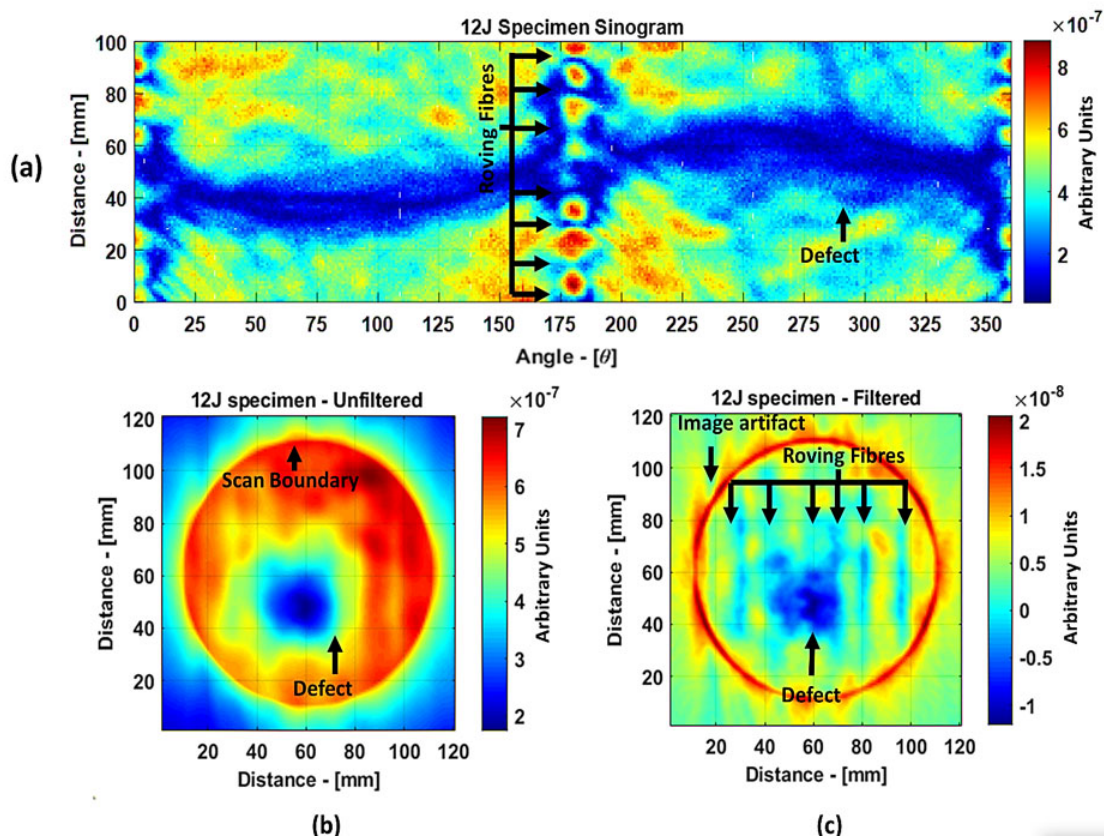 12J Specimen Sinogram
×10⁻⁷
(a)
Distance - [mm]
100
80
60
40
20
0
Roving Fibres
Defect
0 25 50 75 100 125 150 175 200 225 250 275 300 325 350
Angle - [θ]
8
6
4
2
Arbitrary Units
12J specimen - Unfiltered
×10⁻⁷
Distance - [mm]
120
100
80
60
40
20
Scan Boundary
Defect
20 40 60 80 100 120
Distance - [mm]
7
6
5
4
3
2
Arbitrary Units
(b)
12J specimen - Filtered
×10⁻⁸
Distance - [mm]
120
100
80
60
40
20
Image artifact
Roving Fibres
Defect
20 40 60 80 100 120
Distance - [mm]
2
1.5
1
0.5
0
-0.5
-1
Arbitrary Units
(c)